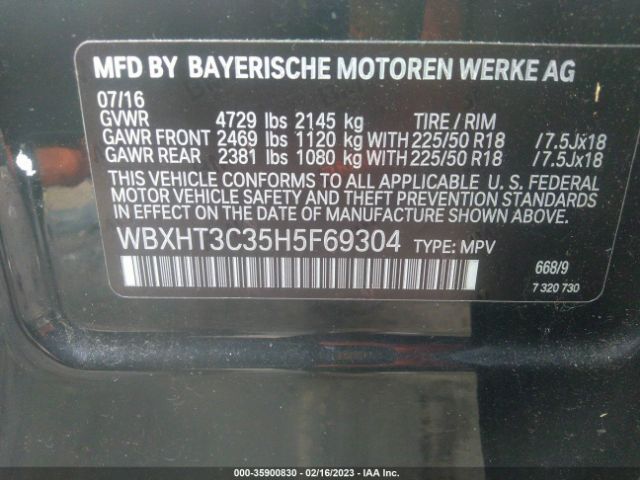 MFD BY BAYERISCHE MOTOREN WERKE AG
07/16
GVWR 4729 lbs 2145 kg TIRE / RIM
GAWR FRONT 2469 lbs 1120 kg WITH 225/50 R18 /7.5Jx18
GAWR REAR 2381 lbs 1080 kg WITH 225/50 R18 /7.5Jx18
THIS VEHICLE CONFORMS TO ALL APPLICABLE U. S. FEDERAL
MOTOR VEHICLE SAFETY AND THEFT PREVENTION STANDARDS
IN EFFECT ON THE DATE OF MANUFACTURE SHOWN ABOVE.
WBXHT3C35H5F69304 TYPE: MPV
668/9
7 320 730
000-35900830 - 02/16/2023 - IAA Inc.